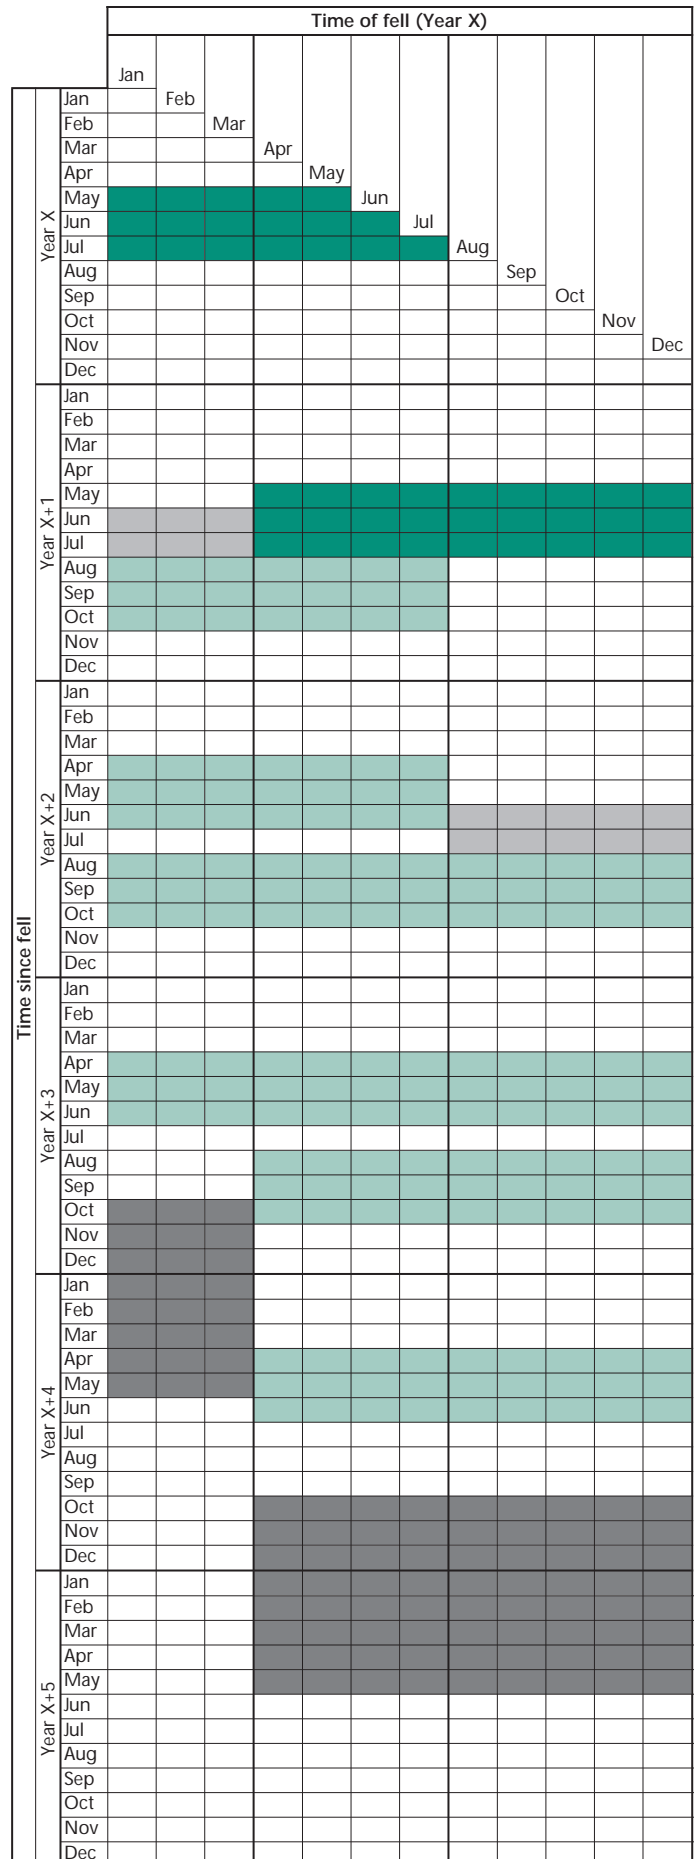 Time of fell (Year X)
Jan
Jan Feb
Feb Mar
Mar Apr
Apr May
May Jun
Jun Jul
Jul Aug
Aug Sep
Sep Oct
Oct Nov
Nov Dec
Dec
Year X
Jan
Feb
Mar
Apr
May
Jun
Jul
Aug
Sep
Oct
Nov
Dec
Year X+1
Jan
Feb
Mar
Apr
May
Jun
Jul
Aug
Sep
Oct
Nov
Dec
Year X+2
Jan
Feb
Mar
Apr
May
Jun
Jul
Aug
Sep
Oct
Nov
Dec
Year X+3
Jan
Feb
Mar
Apr
May
Jun
Jul
Aug
Sep
Oct
Nov
Dec
Year X+4
Jan
Feb
Mar
Apr
May
Jun
Jul
Aug
Sep
Oct
Nov
Dec
Year X+5
Time since fell